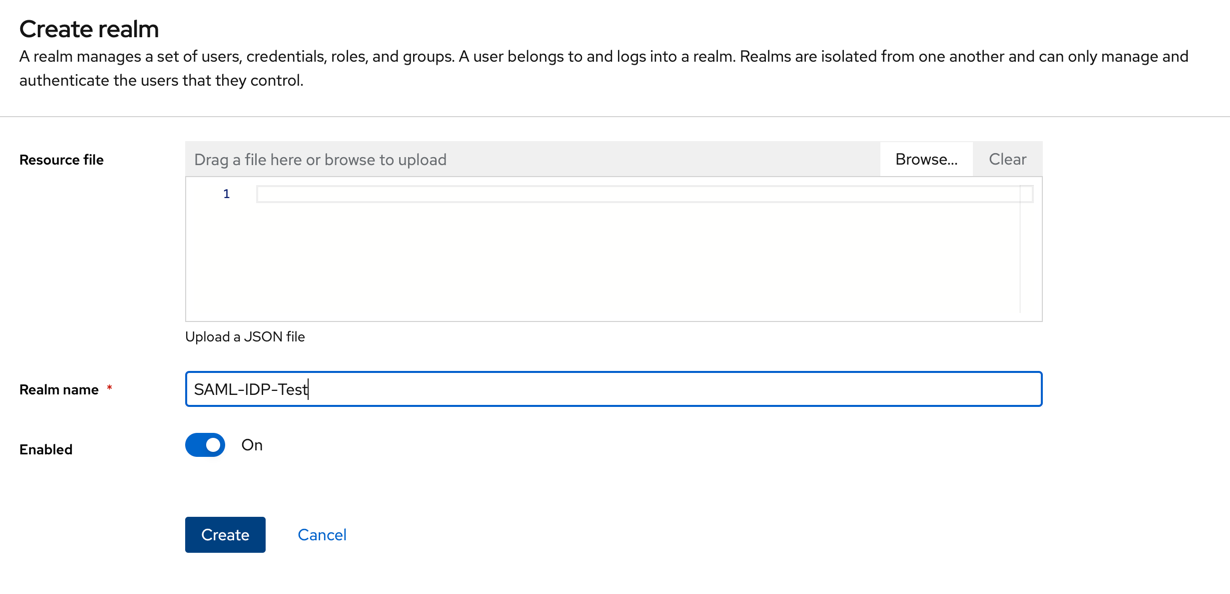 Create realm
A realm manages a set of users, credentials, roles, and groups. A user belongs to and logs into a realm. Realms are isolated from one another and can only manage and
authenticate the users that they control.
Resource file
Drag a file here or browse to upload
Browse...
Clear
1
Upload a JSON file
Realm name *
SAML-IDP-Test
Enabled
On
Create
Cancel